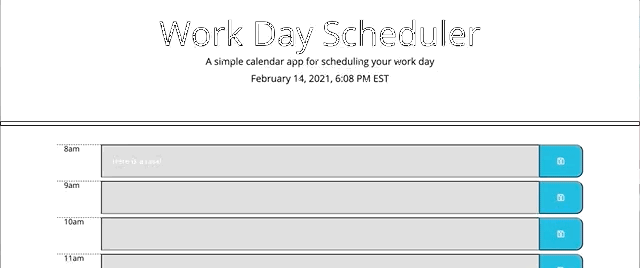 Work Day Scheduler
A simple calendar app for scheduling your work day
February 14, 2021, 6:08 PM EST
8am
9am
10am
11am